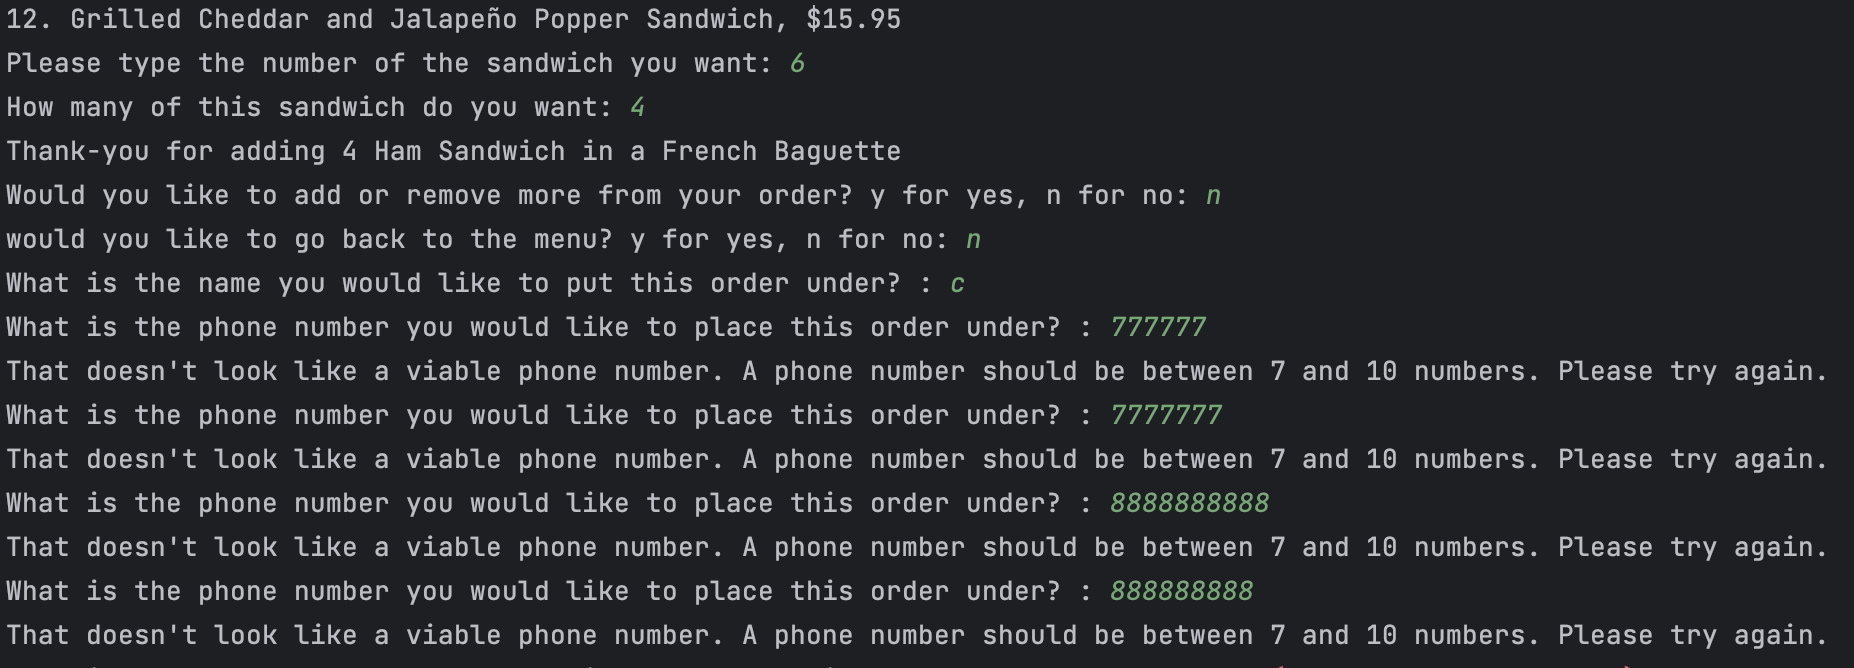 12. Grilled Cheddar and Jalapeño Popper Sandwich, $15.95
Please type the number of the sandwich you want: 6
How many of this sandwich do you want: 4
Thank-you for adding 4 Ham Sandwich in a French Baguette
Would you like to add or remove more from your order? y for yes, n for no: n
would you like to go back to the menu? y for yes, n for no: n
What is the name you would like to put this order under? : c
What is the phone number you would like to place this order under? : 777777
That doesn't look like a viable phone number. A phone number should be between 7 and 10 numbers. Please try again.
What is the phone number you would like to place this order under? : 7777777
That doesn't look like a viable phone number. A phone number should be between 7 and 10 numbers. Please try again.
What is the phone number you would like to place this order under? : 8888888888
That doesn't look like a viable phone number. A phone number should be between 7 and 10 numbers. Please try again.
What is the phone number you would like to place this order under? : 888888888
That doesn't look like a viable phone number. A phone number should be between 7 and 10 numbers. Please try again.